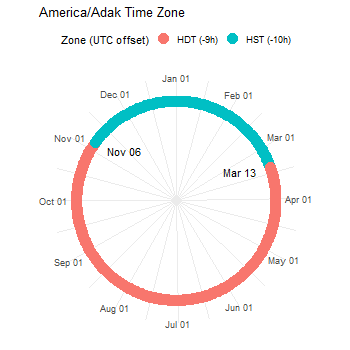 America/Adak Time Zone
Zone (UTC offset) HDT (-9h) HST (-10h)
Jan 01
Dec 01 Feb 01
Nov 01 Mar 01
Nov 06
Mar 13
Oct 01 Apr 01
Sep 01 May 01
Aug 01 Jun 01
Jul 01